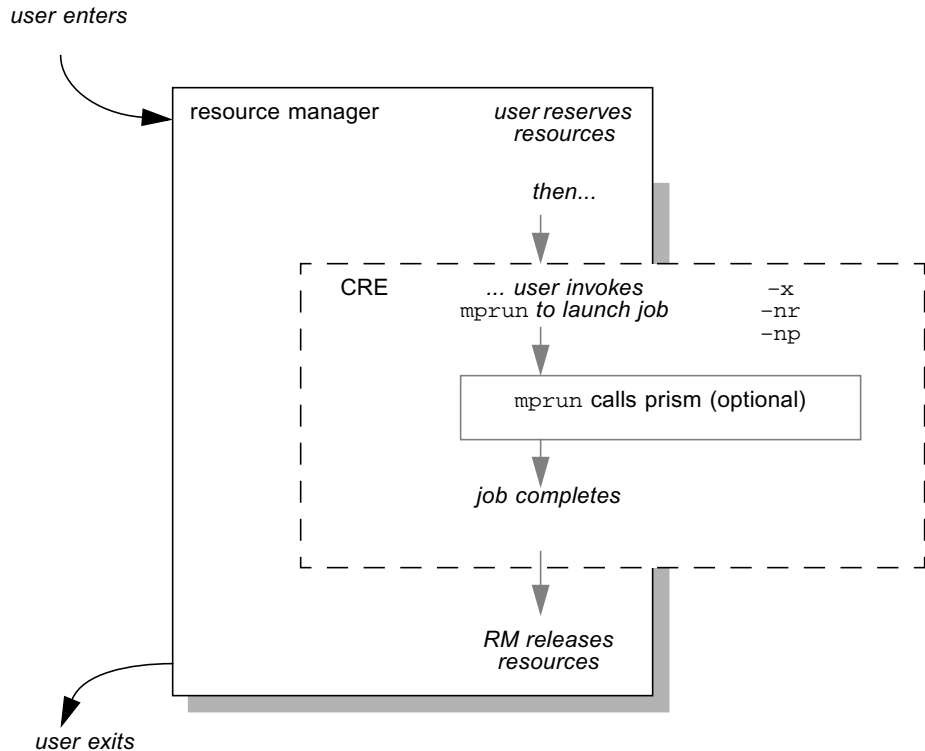 user enters
resource manager
user reserves
resources
then...
CRE
... user invokes
mprun to launch job
–x
–nr
–np
mprun calls prism (optional)
job completes
RM releases
resources
user exits